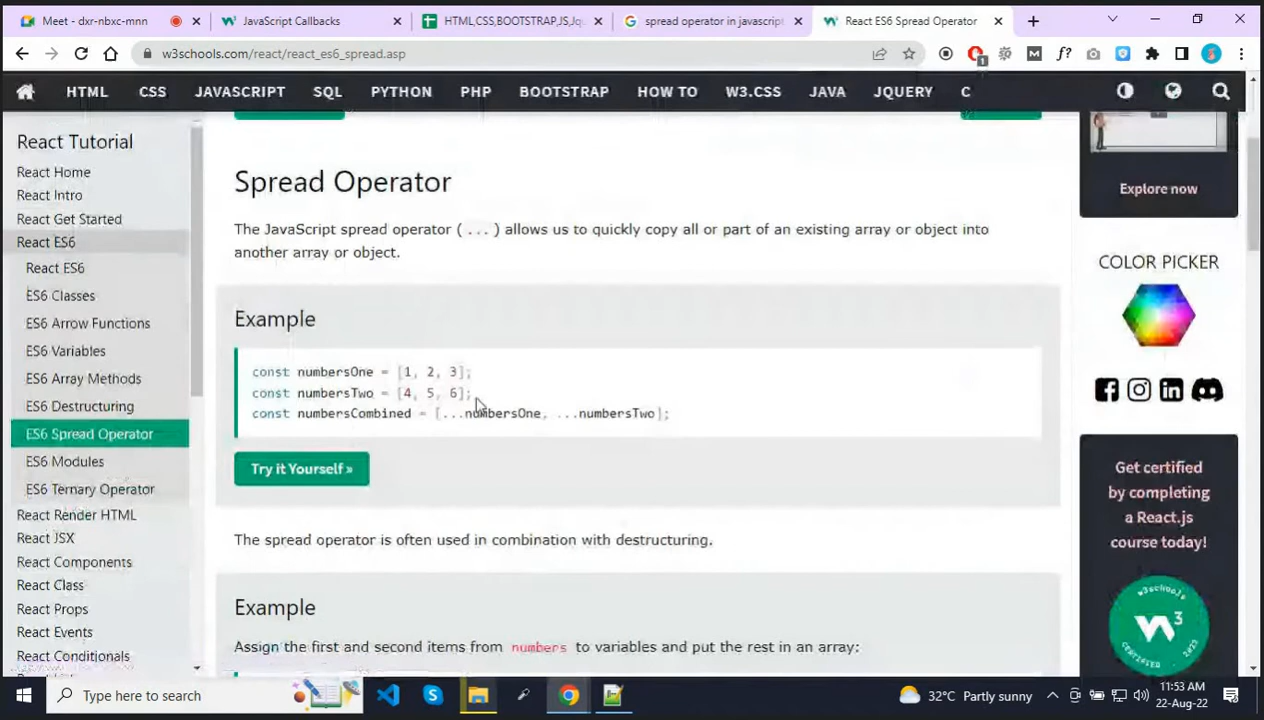 Meet - dxr-nbxc-mnn
JavaScript Callbacks
HTML,CSS,BOOTSTRAP,JS,Jq
spread operator in javascript
React ES6 Spread Operator
w3schools.com/react/react_es6_spread.asp
HTML CSS JAVASCRIPT SQL PYTHON PHP BOOTSTRAP HOW TO W3.CSS JAVA JQUERY C
React Tutorial
React Home
React Intro
React Get Started
React ES6
React ES6
ES6 Classes
ES6 Arrow Functions
ES6 Variables
ES6 Array Methods
ES6 Destructuring
ES6 Spread Operator
ES6 Modules
ES6 Ternary Operator
React Render HTML
React JSX
React Components
React Class
React Props
React Events
React Conditionals
Spread Operator
The JavaScript spread operator (...) allows us to quickly copy all or part of an existing array or object into
another array or object.
Example
const numbersOne = [1, 2, 3];
const numbersTwo = [4, 5, 6];
const numbersCombined = [...numbersOne, ...numbersTwo];
Try it Yourself »
The spread operator is often used in combination with destructuring.
Example
Assign the first and second items from numbers to variables and put the rest in an array:
Explore now
COLOR PICKER
Get certified
by completing
a React.js
course today!
w3schools
CERTIFIED . 2022
Type here to search
32°C Partly sunny
11:53 AM
22-Aug-22